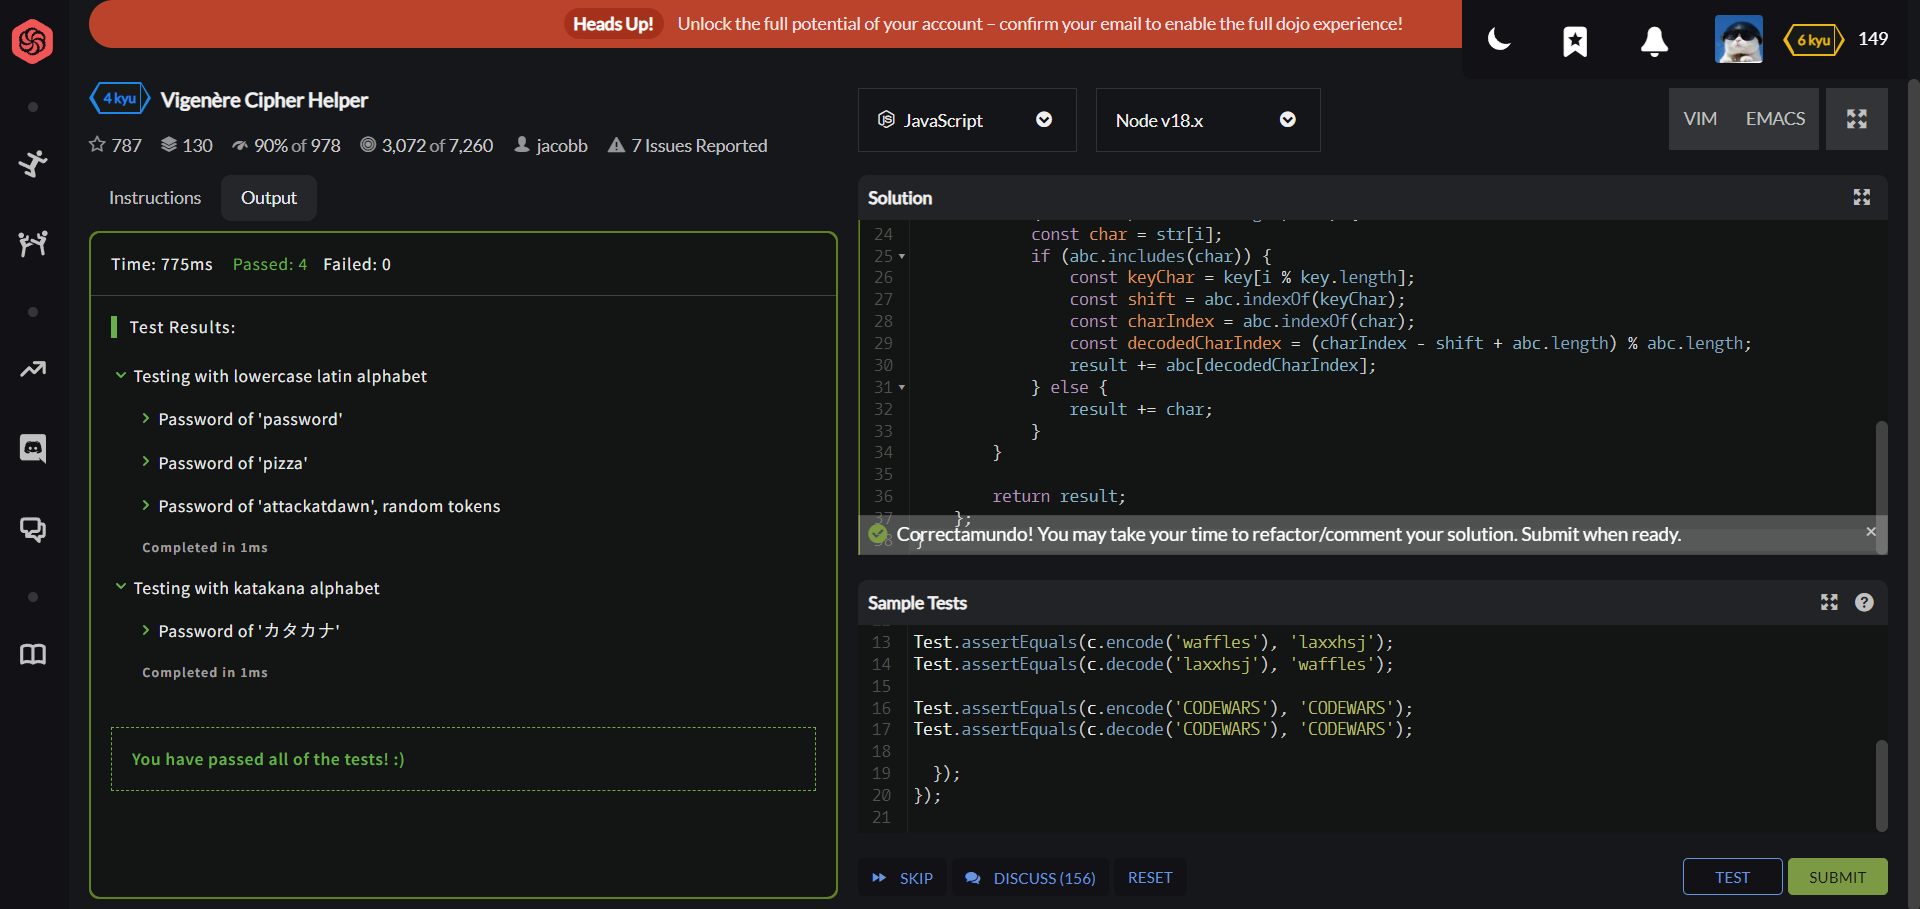 Heads Up! Unlock the full potential of your account – confirm your email to enable the full dojo experience!
6 kyu 149
4 kyu Vigenère Cipher Helper
787 130 90% of 978 3,072 of 7,260 jacobb 7 Issues Reported
Instructions Output
Time: 775ms Passed: 4 Failed: 0
Test Results:
Testing with lowercase latin alphabet
Password of 'password'
Password of 'pizza'
Password of 'attackatdawn', random tokens
Completed in 1ms
Testing with katakana alphabet
Password of 'カタカナ'
Completed in 1ms
You have passed all of the tests! :)
JavaScript Node v18.x VIM EMACS
Solution
24 const char = str[i];
25 if (abc.includes(char)) {
26 const keyChar = key[i % key.length];
27 const shift = abc.indexOf(keyChar);
28 const charIndex = abc.indexOf(char);
29 const decodedCharIndex = (charIndex - shift + abc.length) % abc.length;
30 result += abc[decodedCharIndex];
31 } else {
32 result += char;
33 }
34 }
35
36 return result;
37 };
38 }
Correctamundo! You may take your time to refactor/comment your solution. Submit when ready. ×
Sample Tests ?
13 Test.assertEquals(c.encode('waffles'), 'laxxhsj');
14 Test.assertEquals(c.decode('laxxhsj'), 'waffles');
15
16 Test.assertEquals(c.encode('CODEWARS'), 'CODEWARS');
17 Test.assertEquals(c.decode('CODEWARS'), 'CODEWARS');
18
19 });
20 });
21
SKIP DISCUSS (156) RESET TEST SUBMIT